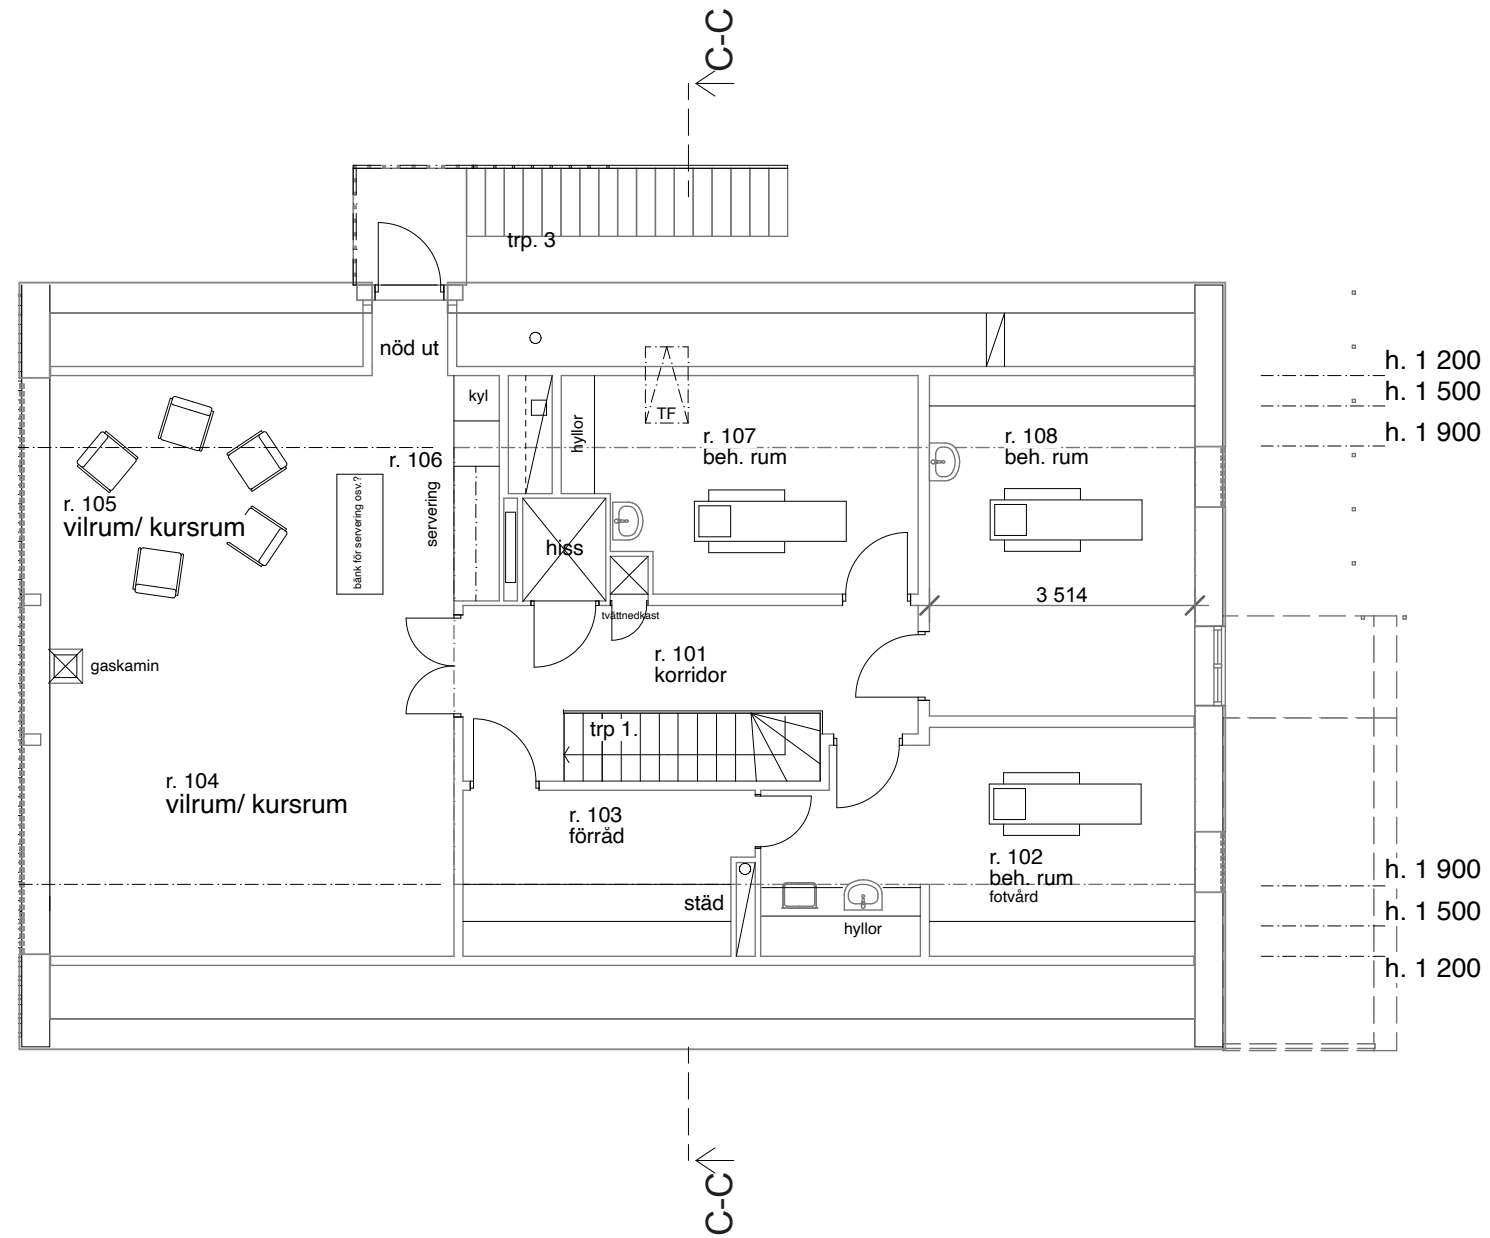 C-C
trp. 3
nöd ut
h. 1 200
h. 1 500
h. 1 900
kyl
hyllor
TF
r. 107
beh. rum
r. 108
beh. rum
r. 106
servering
bänk för servering osv.?
r. 105
vilrum/ kursrum
hiss
tvättnedkast
3 514
gaskamin
r. 101
korridor
trp 1.
r. 104
vilrum/ kursrum
r. 103
förråd
r. 102
beh. rum
fotvård
städ
hyllor
h. 1 900
h. 1 500
h. 1 200
C-C